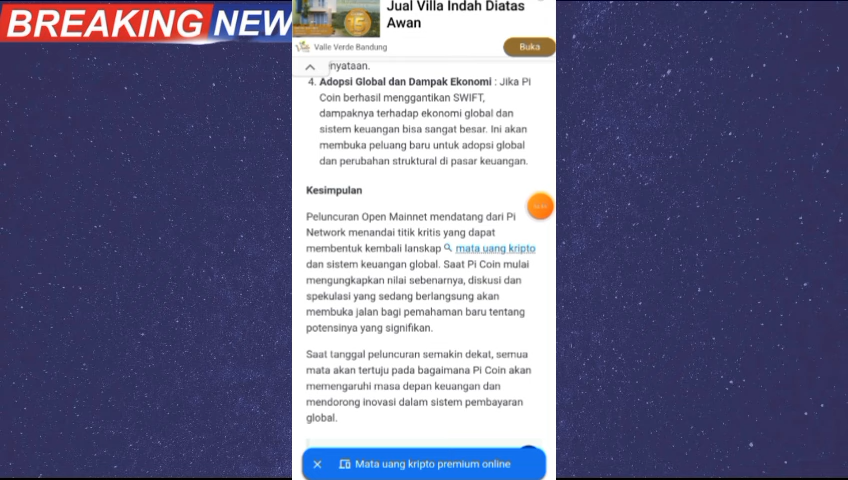 BREAKING NEW
Jual Villa Indah Diatas
Awan
Valle Verde Bandung
Buka
nyataan.
4. Adopsi Global dan Dampak Ekonomi : Jika Pi
Coin berhasil menggantikan SWIFT,
dampaknya terhadap ekonomi global dan
sistem keuangan bisa sangat besar. Ini akan
membuka peluang baru untuk adopsi global
dan perubahan struktural di pasar keuangan.
Kesimpulan
Peluncuran Open Mainnet mendatang dari Pi
Network menandai titik kritis yang dapat
membentuk kembali lanskap mata uang kripto
dan sistem keuangan global. Saat Pi Coin mulai
mengungkapkan nilai sebenarnya, diskusi dan
spekulasi yang sedang berlangsung akan
membuka jalan bagi pemahaman baru tentang
potensinya yang signifikan.
Saat tanggal peluncuran semakin dekat, semua
mata akan tertuju pada bagaimana Pi Coin akan
memengaruhi masa depan keuangan dan
mendorong inovasi dalam sistem pembayaran
global.
Mata uang kripto premium online